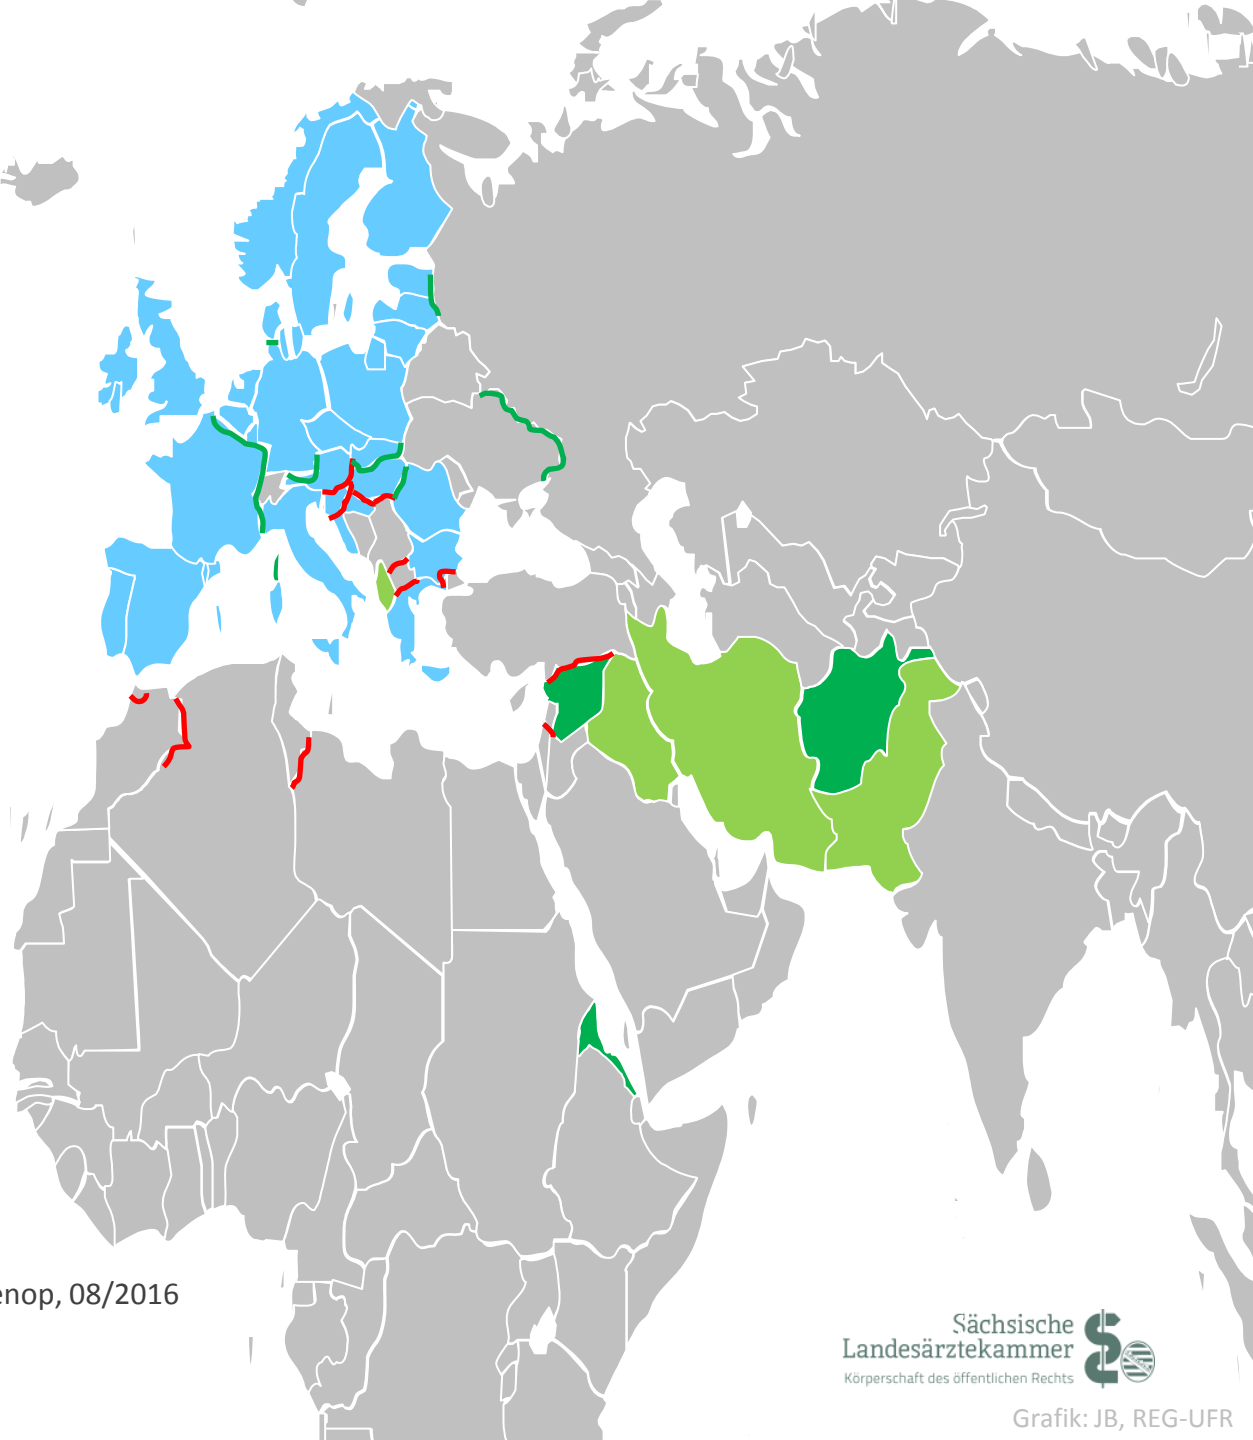 enop, 08/2016
Sächsische
Landesärztekammer
Körperschaft des öffentlichen Rechts
Grafik: JB, REG-UFR